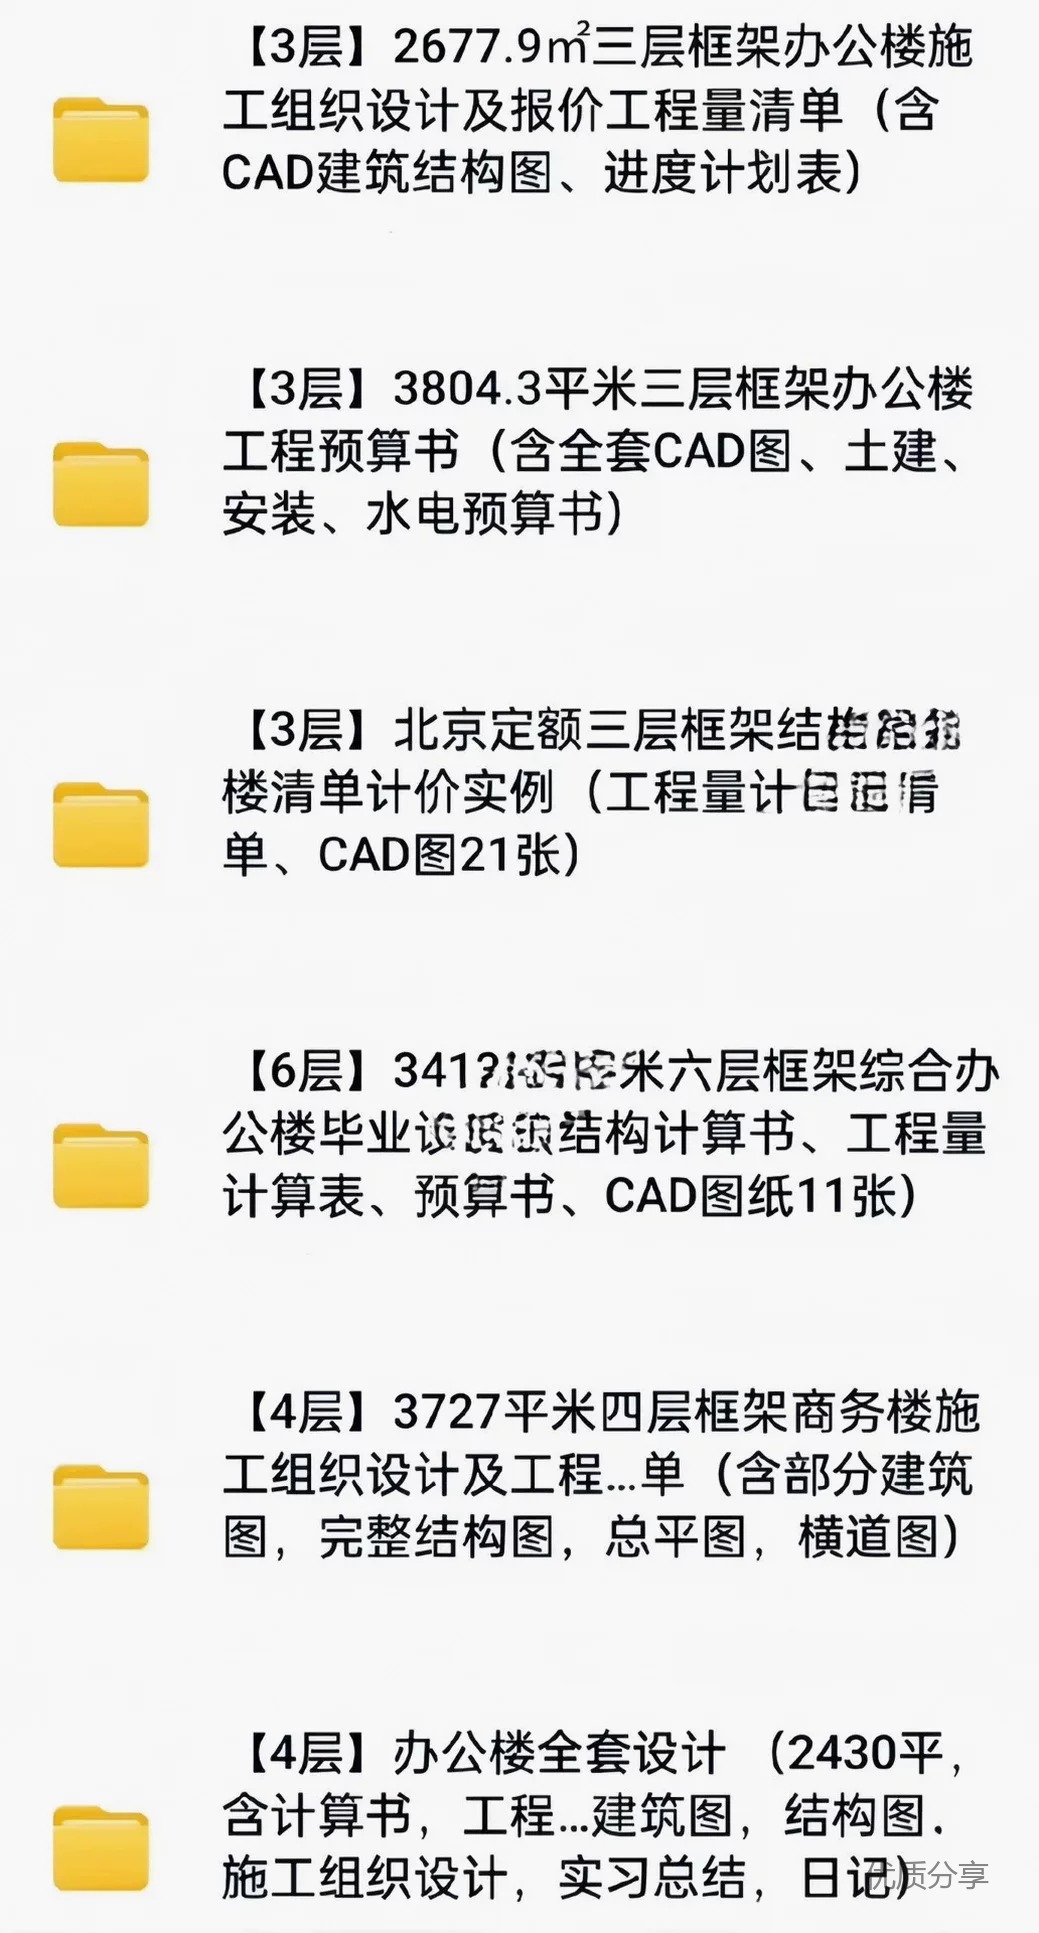 【3层】2677.9㎡三层框架办公楼施
工组织设计及报价工程量清单（含
CAD建筑结构图、进度计划表）
【3层】3804.3平米三层框架办公楼
工程预算书（含全套CAD图、土建、
安装、水电预算书）
【3层】北京定额三层框架结
楼清单计价实例（工程量计
单、CAD图21张）
【6层】341 米六层框架综合办
公楼毕业 结构计算书、工程量
计算表、预算书、CAD图纸11张）
【4层】3727平米四层框架商务楼施
工组织设计及工程...单（含部分建筑
图，完整结构图，总平图，横道图）
【4层】办公楼全套设计（2430平，
含计算书，工程...建筑图，结构图．
施工组织设计，实习总结，日记）
优质分享